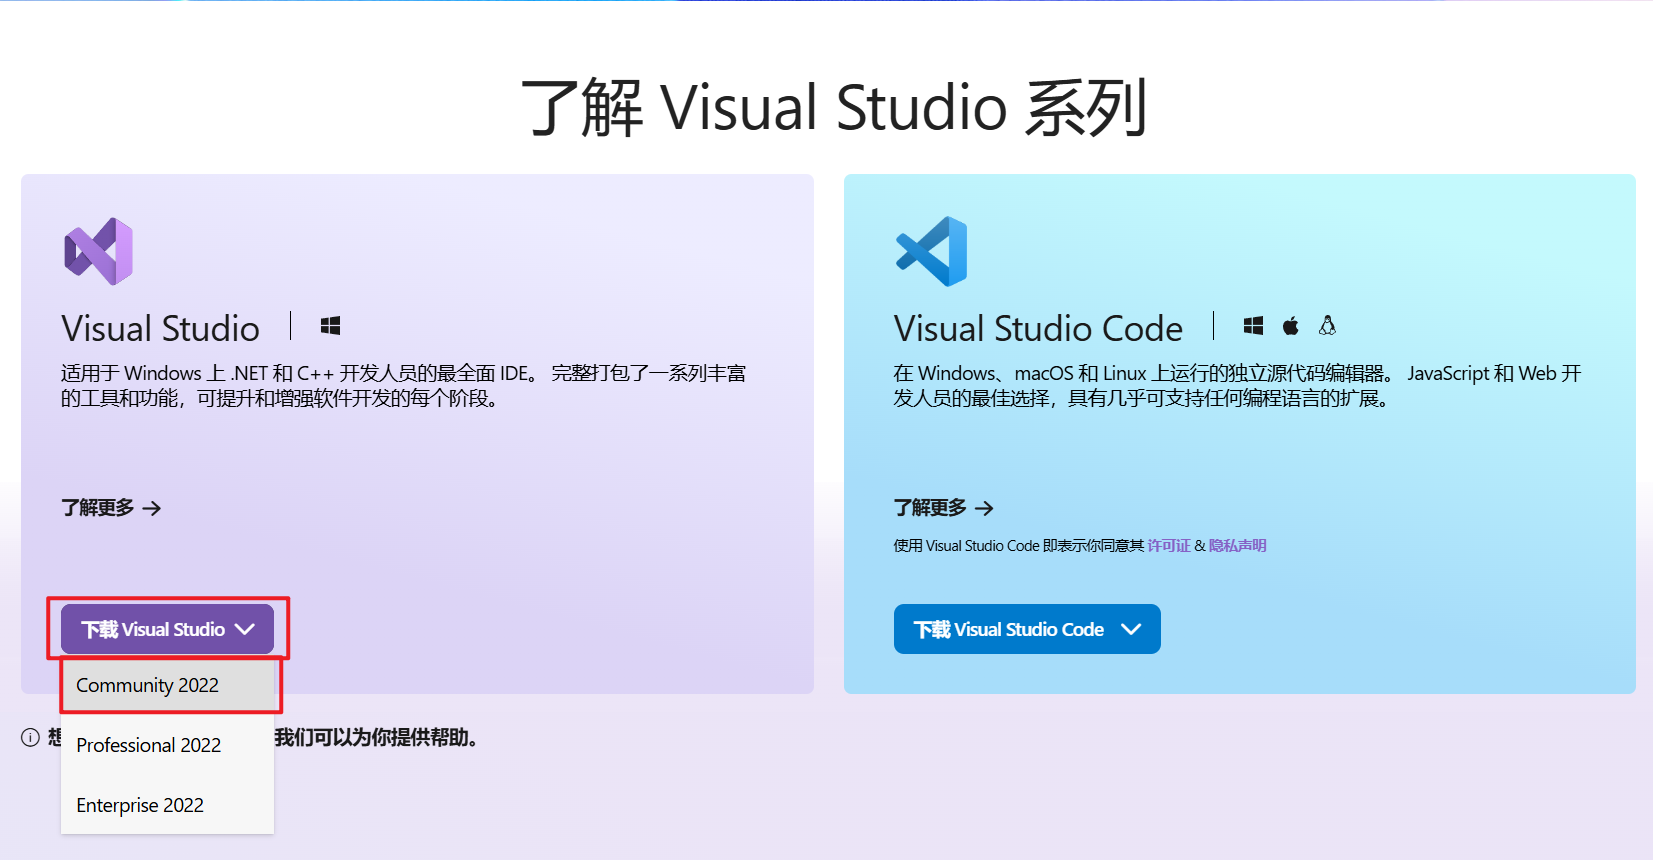 了解 Visual Studio 系列
Visual Studio
适用于 Windows 上 .NET 和 C++ 开发人员的最全面 IDE。 完整打包了一系列丰富
的工具和功能，可提升和增强软件开发的每个阶段。
了解更多
下载 Visual Studio
Community 2022
Professional 2022
Enterprise 2022
想
我们可以为你提供帮助。
Visual Studio Code
在 Windows、macOS 和 Linux 上运行的独立源代码编辑器。 JavaScript 和 Web 开
发人员的最佳选择，具有几乎可支持任何编程语言的扩展。
了解更多
使用 Visual Studio Code 即表示你同意其 许可证 & 隐私声明
下载 Visual Studio Code